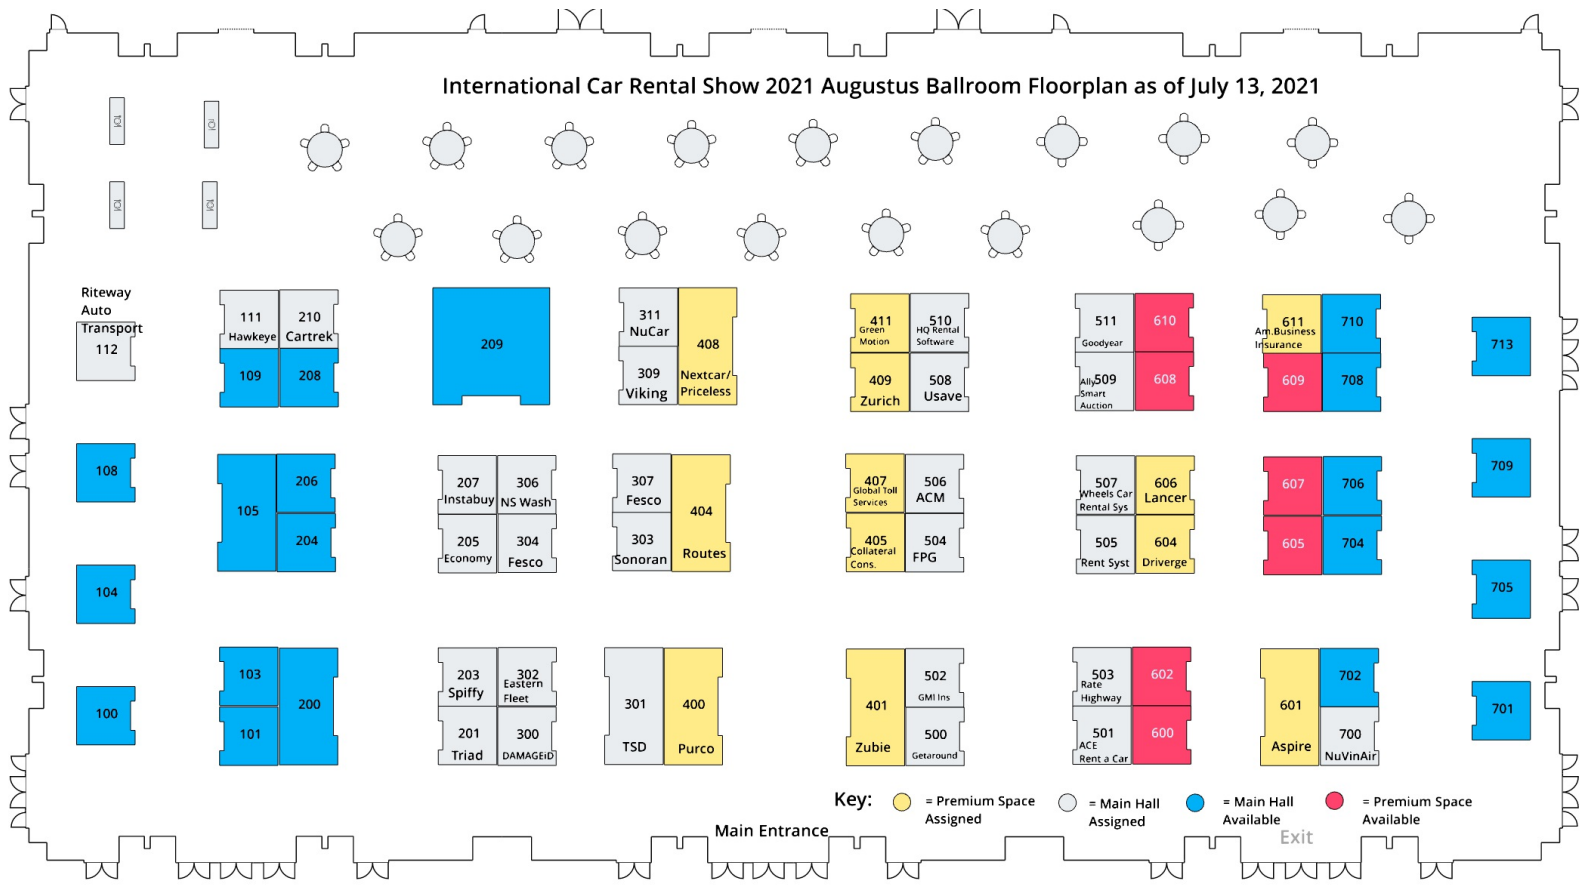 International Car Rental Show 2021 Augustus Ballroom Floorplan as of July 13, 2021
Riteway
Auto
Transport
112
111
Hawkeye
210
Cartrek
109
208
209
311
NuCar
309
Viking
408
Nextcar/
Priceless
411
Green
Motion
510
HQ Rental
Software
409
Zurich
508
Usave
511
Goodyear
610
509
Ally
Smart
Auction
608
611
Am.Business
Insurance
710
609
708
713
108
105
206
204
207
Instabuy
306
NS Wash
205
Economy
304
Fesco
307
Fesco
303
Sonoran
404
Routes
407
Global Toll
Services
506
ACM
405
Collateral
Cons.
504
FPG
507
Wheels Car
Rental Sys
606
Lancer
505
Rent Syst
604
Driverge
607
706
605
704
709
104
705
100
103
101
200
203
Spiffy
302
Eastern
Fleet
201
Triad
300
DAMAGEiD
301
TSD
400
Purco
401
Zubie
502
GMI Ins
500
Getaround
503
Rate
Highway
602
501
ACE
Rent a Car
600
601
Aspire
702
700
NuVinAir
701
Key:
= Premium Space
Assigned
= Main Hall
Assigned
= Main Hall
Available
= Premium Space
Available
Main Entrance
Exit